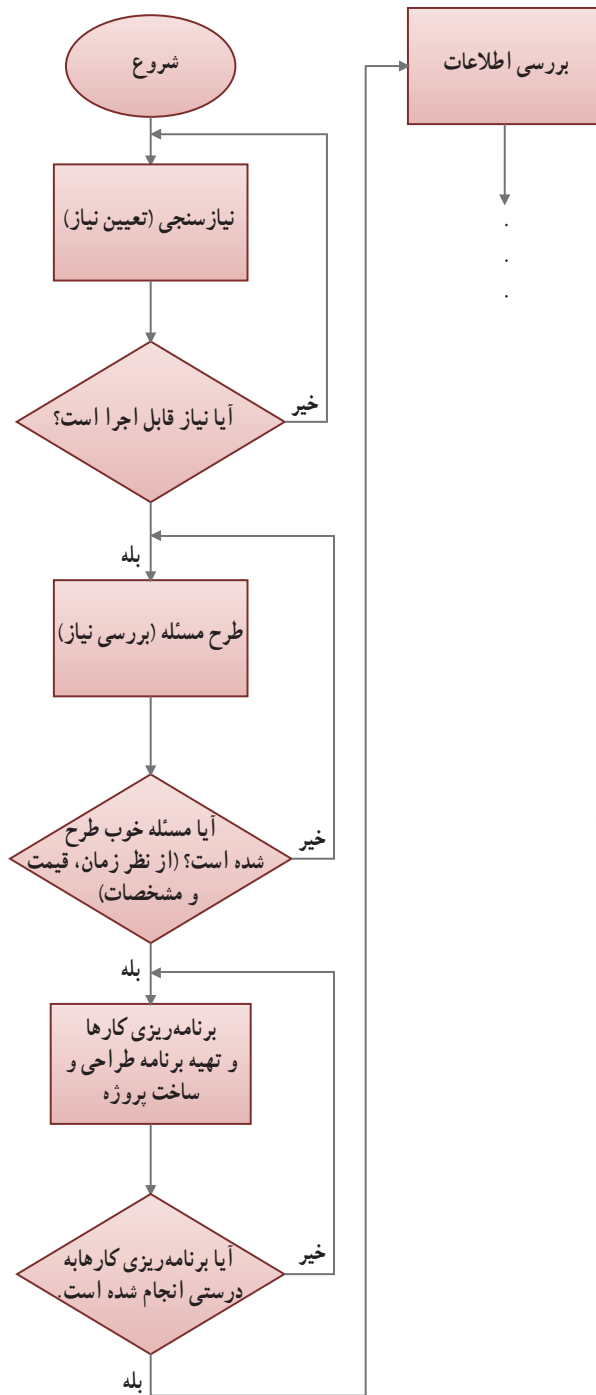 شروع
نیازسنجی (تعیین نیاز)
آیا نیاز قابل اجرا است؟
خیر
بله
طرح مسئله (بررسی نیاز)
آیا مسئله خوب طرح
شده است؟ (از نظر زمان، قیمت
و مشخصات)
خیر
بله
برنامه‌ریزی کارها
و تهیه برنامه طراحی و
ساخت پروژه
آیا برنامه‌ریزی کارهابه
درستی انجام شده است.
خیر
بله
بررسی اطلاعات
.
.
.